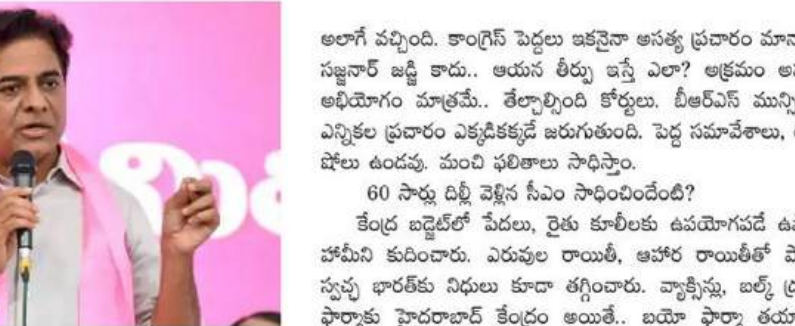 అలాగే వచ్చింది. కాంగ్రెస్ పెద్దలు ఇకనైనా అసత్య ప్రచారం
సజ్జనార్ జడ్జి కాదు.. ఆయన తీర్పు ఇస్తే ఎలా? అక్రమం
అభియోగం మాత్రమే.. తేల్చాల్సింది కోర్టులు. బీఆర్ఎస్
ఎన్నికల ప్రచారం ఎక్కడికక్కడే జరుగుతుంది. పెద్ద సమావేశాలు,
షోలు ఉండవు. మంచి ఫలితాలు సాధిస్తాం.
60 సార్లు దిల్లీ వెళ్లిన సీఎం సాధించిందేంటి?
కేంద్ర బడ్జెట్‌లో పేదలు, రైతు కూలీలకు ఉపయోగపడే
హామీని కుదించారు. ఎరువుల రాయితీ, ఆహార రాయితీతో
స్వచ్ఛ భారత్‌కు నిధులు కూడా తగ్గించారు. వ్యాక్సిన్లు, బల్క్
ఫార్మాకు హైదరాబాద్ కేంద్రం అయితే.. బయో ఫార్మా